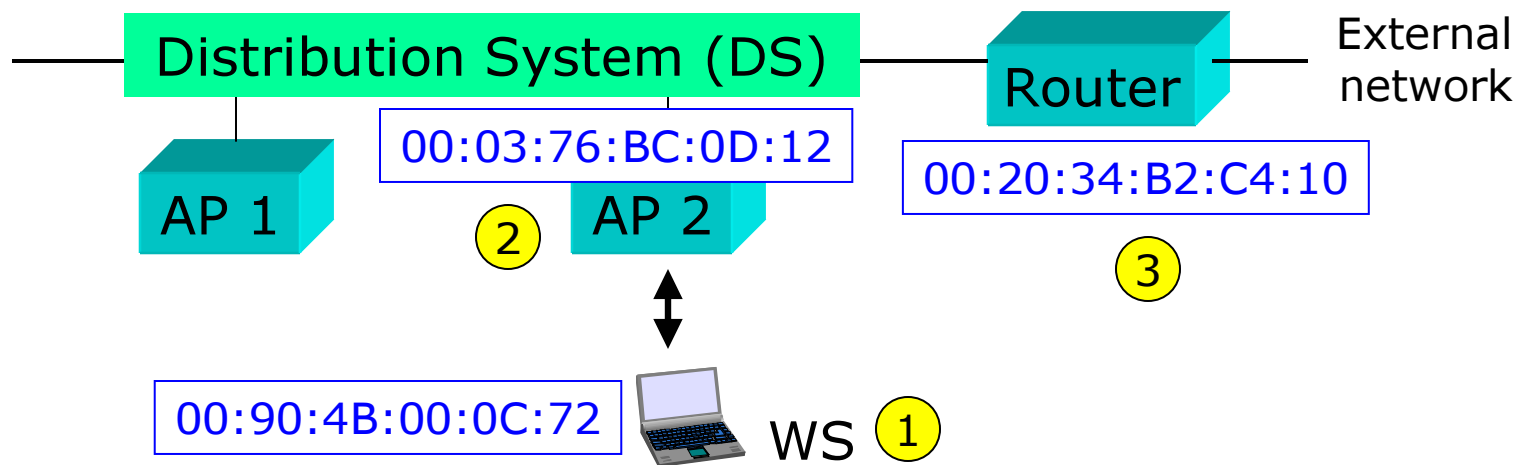 Distribution System (DS)
External
network
Router
00:03:76:BC:0D:12
00:20:34:B2:C4:10
AP 1
2
AP 2
3
00:90:4B:00:0C:72
WS
1